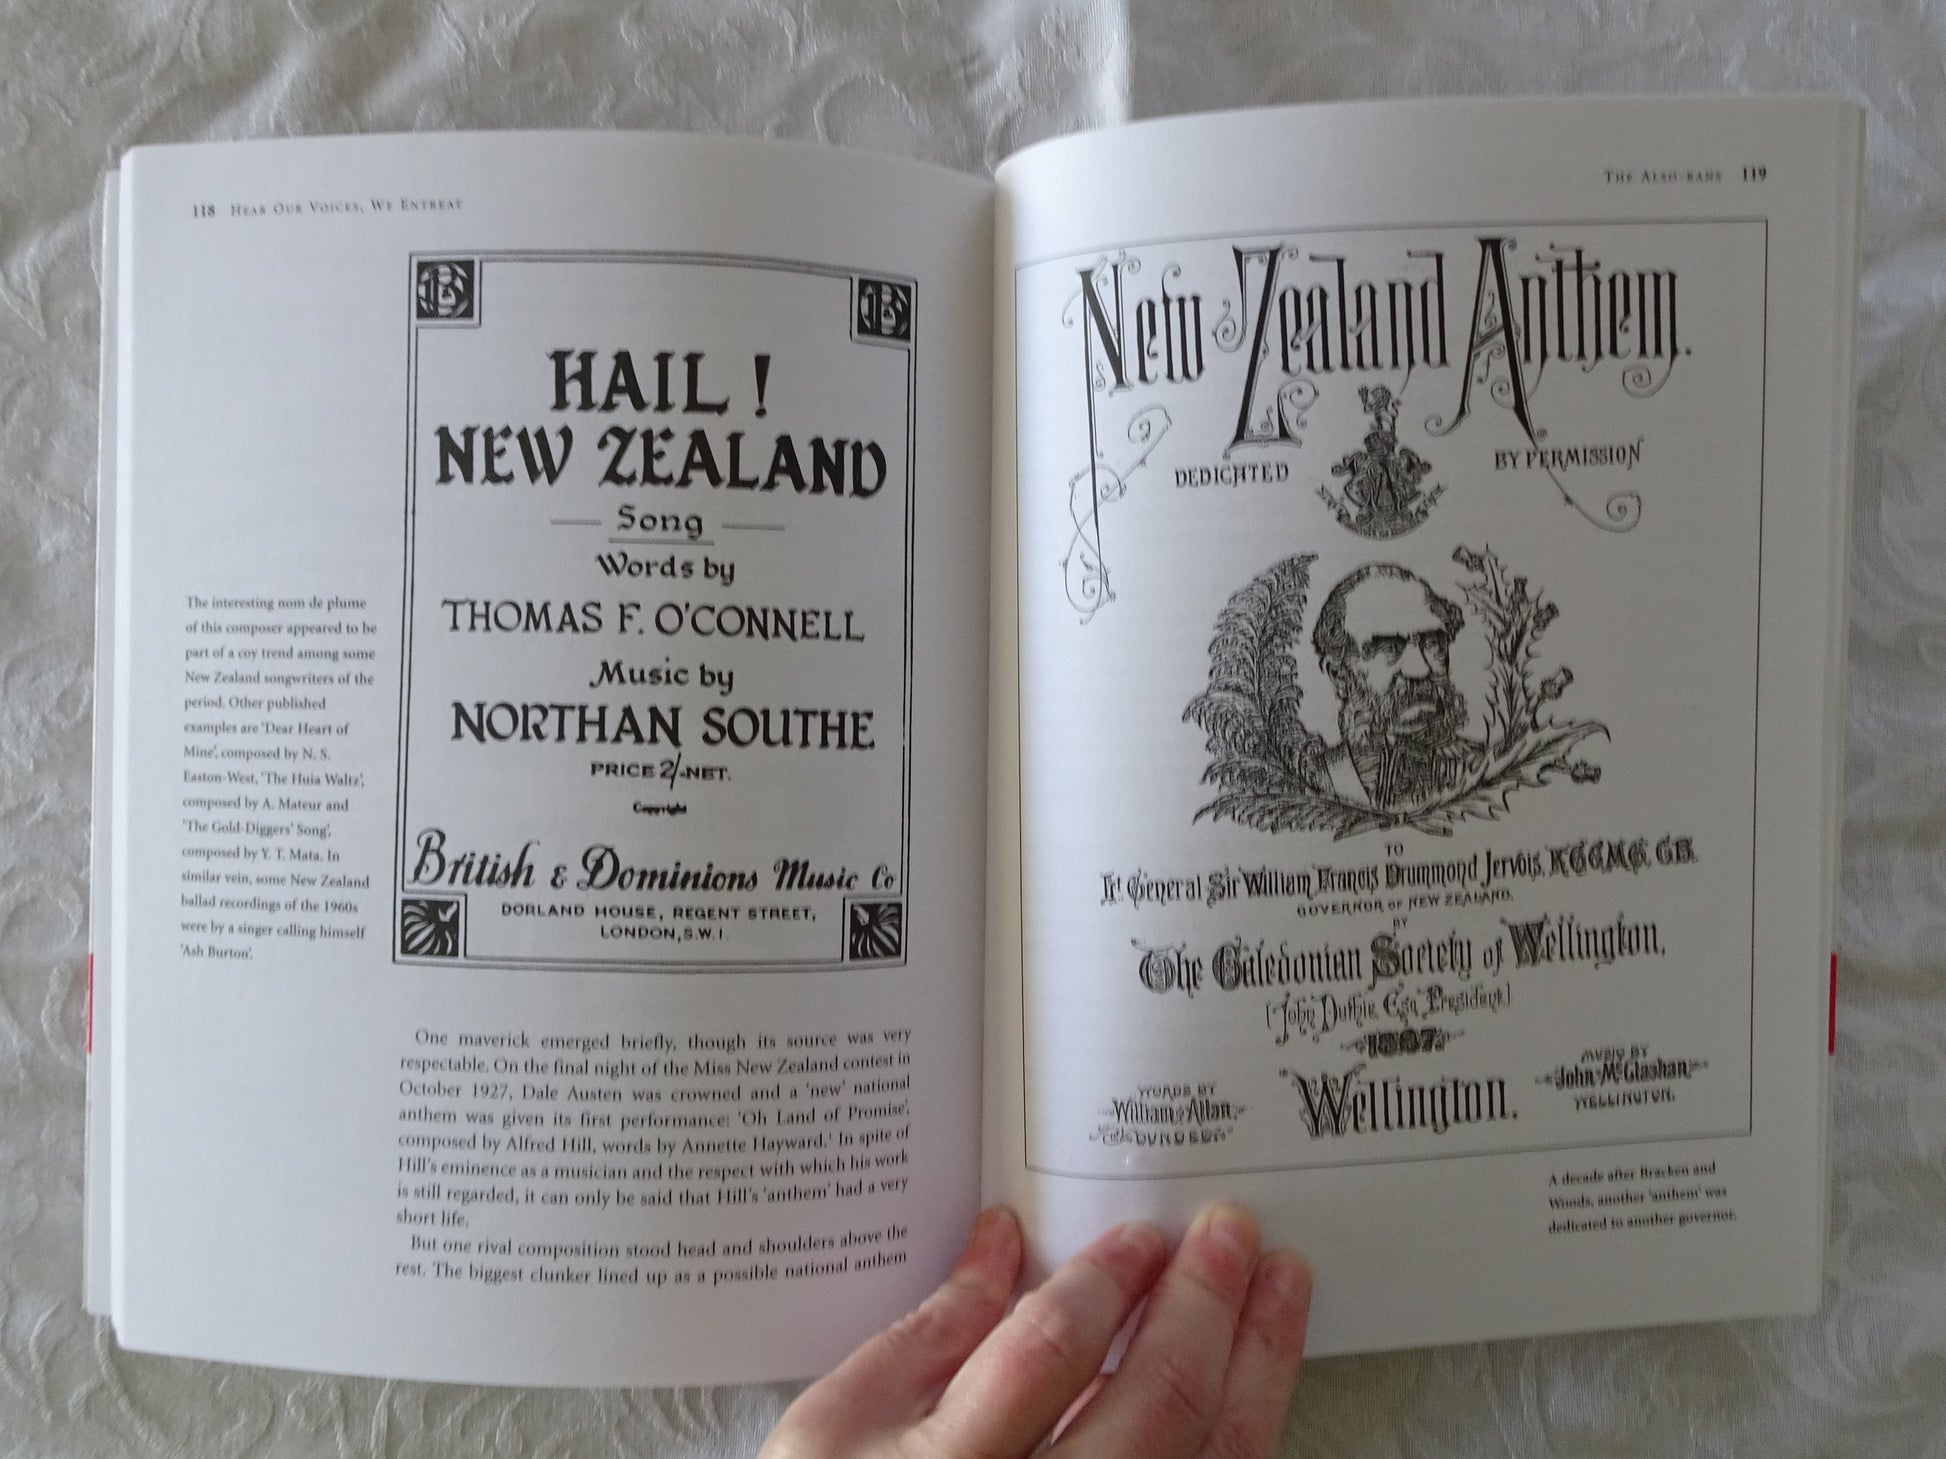 118 Hear Our Voices, We Entreat
HAIL !
NEW ZEALAND
Song
Words by
THOMAS F. O'CONNELL
Music by
NORTHAN SOUTHE
PRICE 2/-NET.
Copyright
British & Dominions Music Co
DORLAND HOUSE, REGENT STREET,
LONDON, S.W.1.
The interesting nom de plume
of this composer appeared to be
part of a coy trend among some
New Zealand songwriters of the
period. Other published
examples are 'Dear Heart of
Mine', composed by N. S.
Easton-West, 'The Huia Waltz',
composed by A. Mateur and
'The Gold-Diggers' Song',
composed by Y. T. Mata. In
similar vein, some New Zealand
ballad recordings of the 1960s
were by a singer calling himself
'Ash Burton'.
One maverick emerged briefly, though its source was very
respectable. On the final night of the Miss New Zealand contest in
October 1927, Dale Austen was crowned and a 'new' national
anthem was given its first performance: 'Oh Land of Promise',
composed by Alfred Hill, words by Annette Hayward.' In spite of
Hill's eminence as a musician and the respect with which his work
is still regarded, it can only be said that Hill's 'anthem' had a very
short life.
But one rival composition stood head and shoulders above the
rest. The biggest clunker lined up as a possible national anthem
The Also-rans 119
New Zealand Anthem.
DEDICATED BY PERMISSION
TO
Lt. General Sir William Francis Drummond Jervois, K.G.C.M.G, C.B.
GOVERNOR OF NEW ZEALAND.
BY
The Caledonian Society of Wellington,
(John Duthie, Esq. President)
1887.
WORDS BY
William Allan,
DUNDEE.
Wellington.
MUSIC BY
John McGlashan,
WELLINGTON.
A decade after Bracken and
Woods, another 'anthem' was
dedicated to another governor.